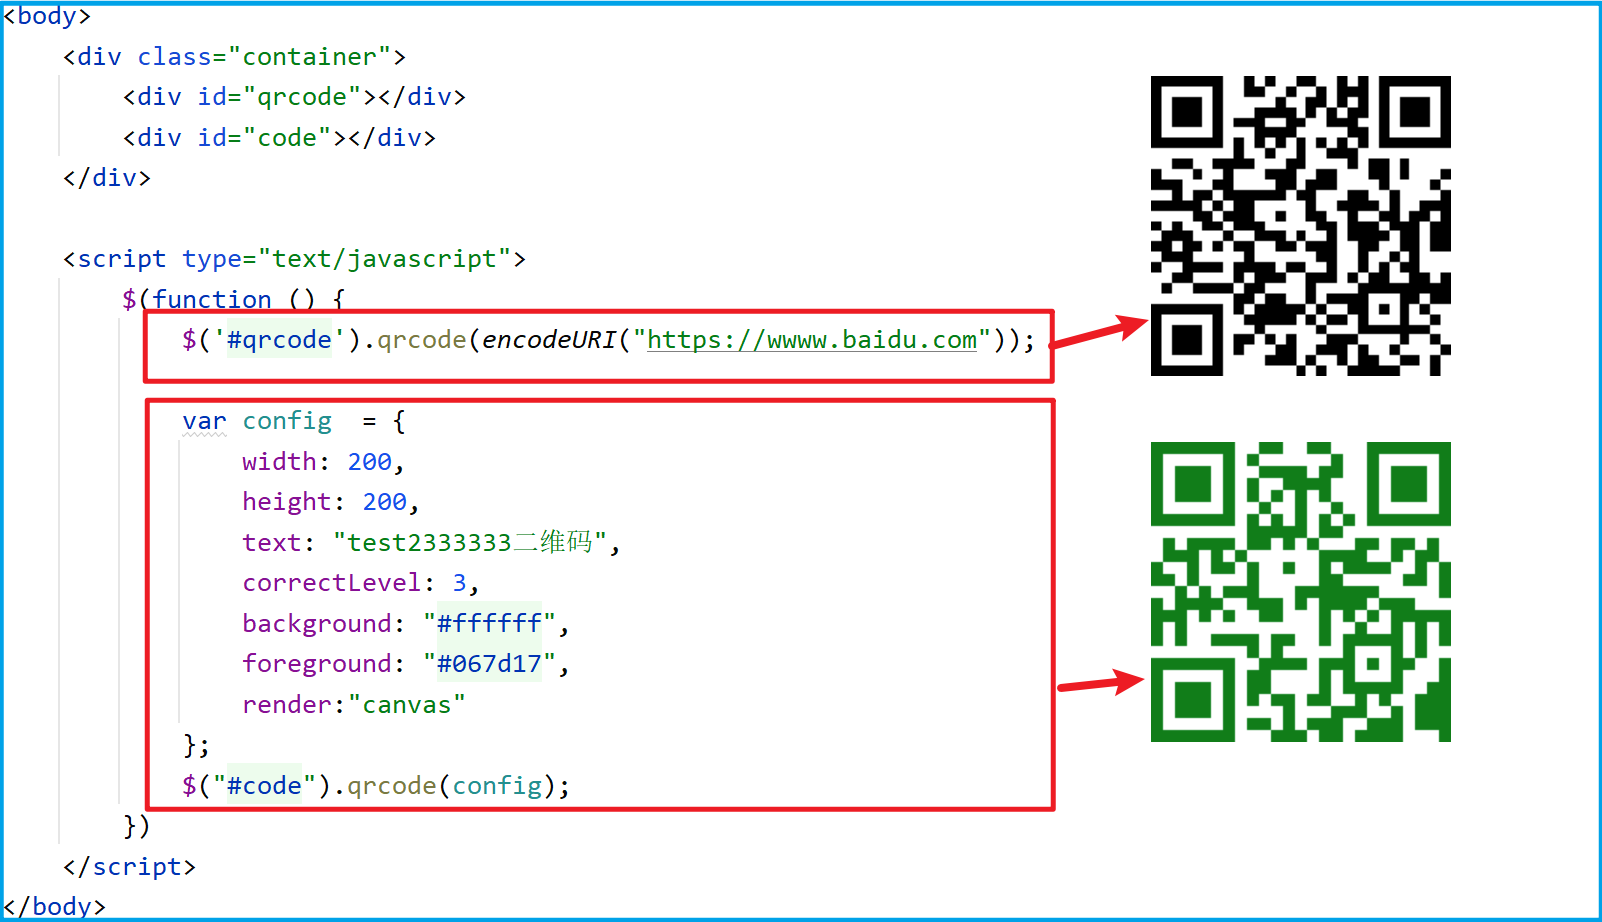 <body>
<div class="container">
<div id="qrcode"></div>
<div id="code"></div>
</div>
<script type="text/javascript">
$(function () {
$('#qrcode').qrcode(encodeURI("https://wwww.baidu.com"));
var config  = {
width: 200,
height: 200,
text: "test2333333二维码",
correctLevel: 3,
background: "#ffffff",
foreground: "#067d17",
render:"canvas"
};
$("#code").qrcode(config);
})
</script>
</body>